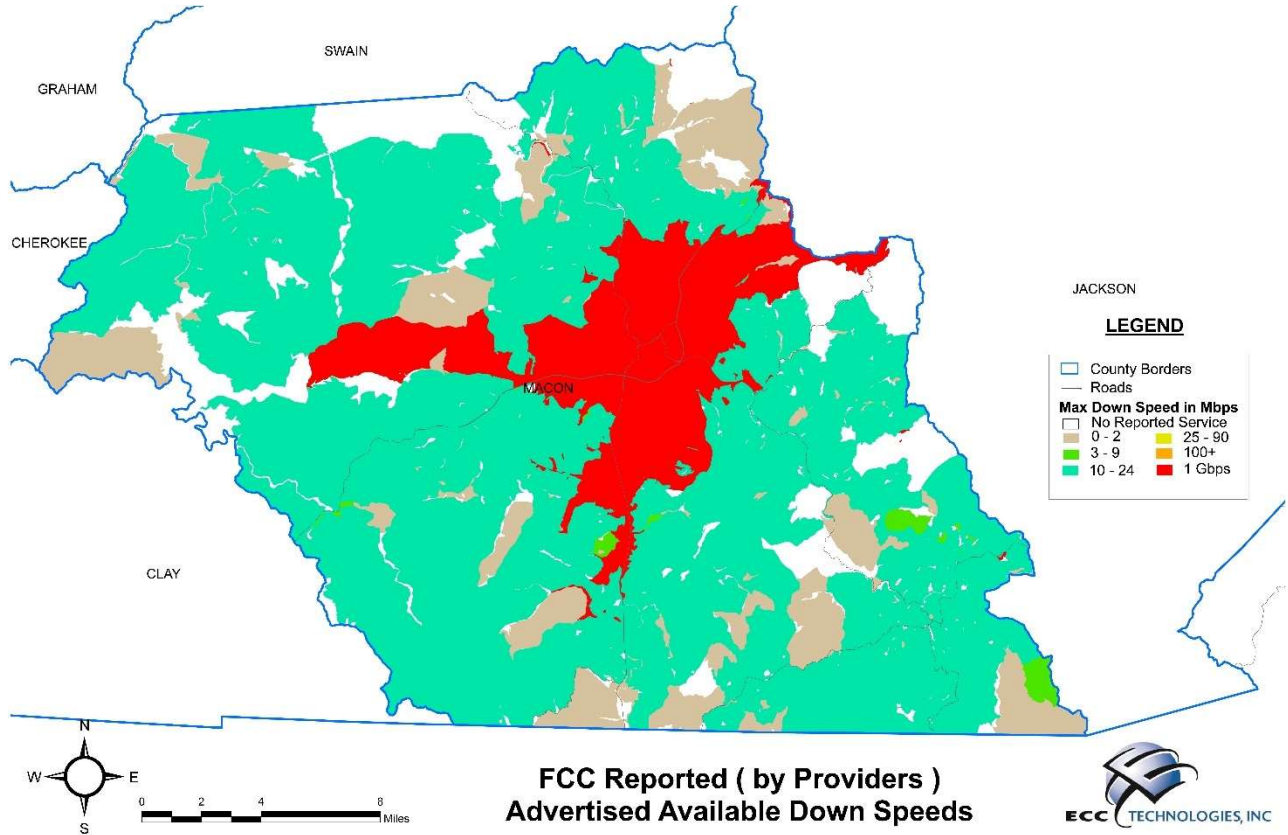 SWAIN
GRAHAM
CHEROKEE
JACKSON
LEGEND
County Borders
Roads
Max Down Speed in Mbps
No Reported Service
0 - 2
25 - 90
3 - 9
100+
10 - 24
1 Gbps
MACON
CLAY
N
W E
S
0 2 4 8
Miles
FCC Reported ( by Providers )
Advertised Available Down Speeds
ECC TECHNOLOGIES, INC